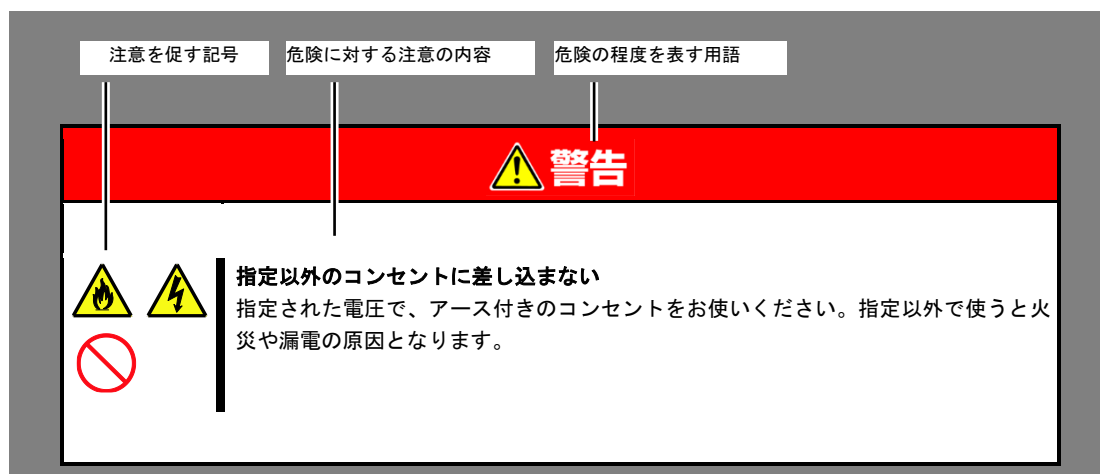 注意を促す記号
危険に対する注意の内容
危険の程度を表す用語
警告
指定以外のコンセントに差し込まない
指定された電圧で、アース付きのコンセントをお使いください。指定以外で使うと火
災や漏電の原因となります。